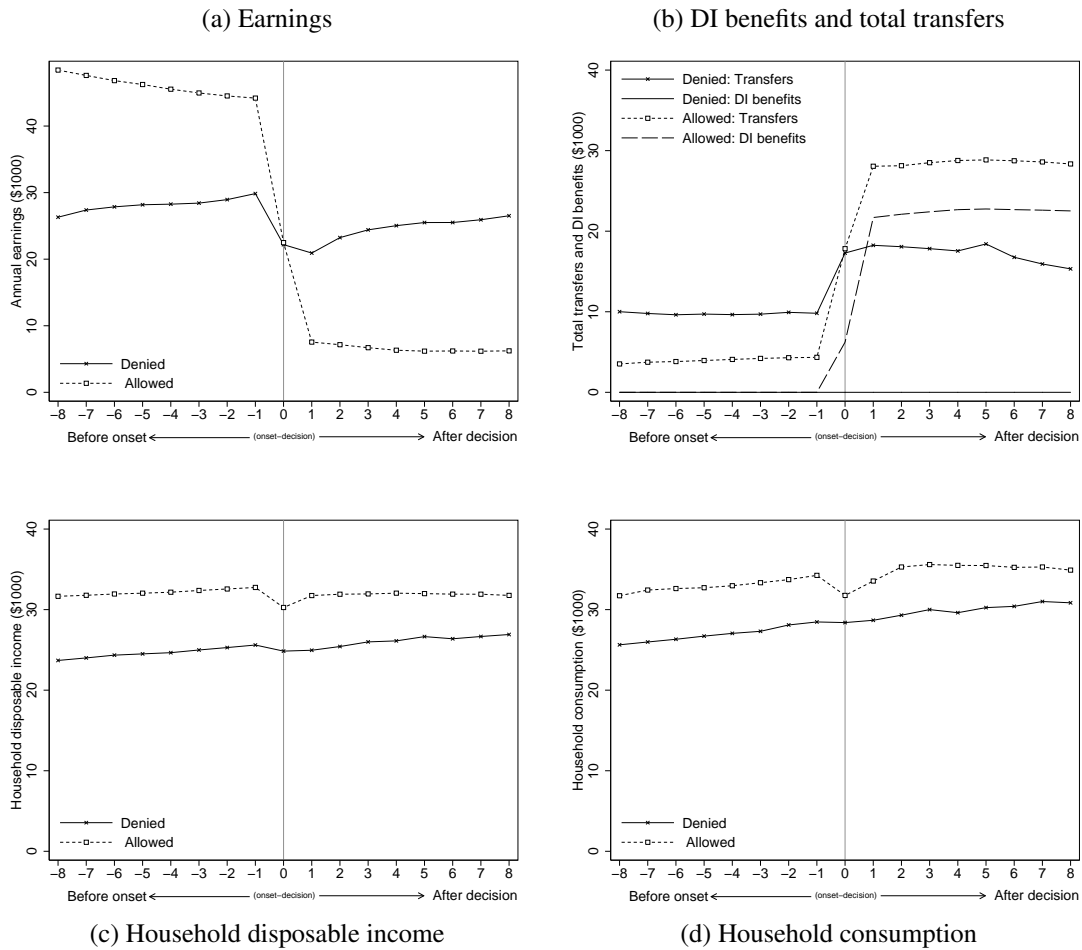 (a) Earnings
Annual earnings ($1000)
40
30
20
10
0
Denied
Allowed
−8 −7 −6 −5 −4 −3 −2 −1 0 1 2 3 4 5 6 7 8
Before onset (onset−decision) After decision
(b) DI benefits and total transfers
Total transfers and DI benefits ($1000)
40
30
20
10
0
Denied: Transfers
Denied: DI benefits
Allowed: Transfers
Allowed: DI benefits
−8 −7 −6 −5 −4 −3 −2 −1 0 1 2 3 4 5 6 7 8
Before onset (onset−decision) After decision
Household disposable income ($1000)
40
30
20
10
0
Denied
Allowed
−8 −7 −6 −5 −4 −3 −2 −1 0 1 2 3 4 5 6 7 8
Before onset (onset−decision) After decision
(c) Household disposable income
Household consumption ($1000)
40
30
20
10
0
Denied
Allowed
−8 −7 −6 −5 −4 −3 −2 −1 0 1 2 3 4 5 6 7 8
Before onset (onset−decision) After decision
(d) Household consumption